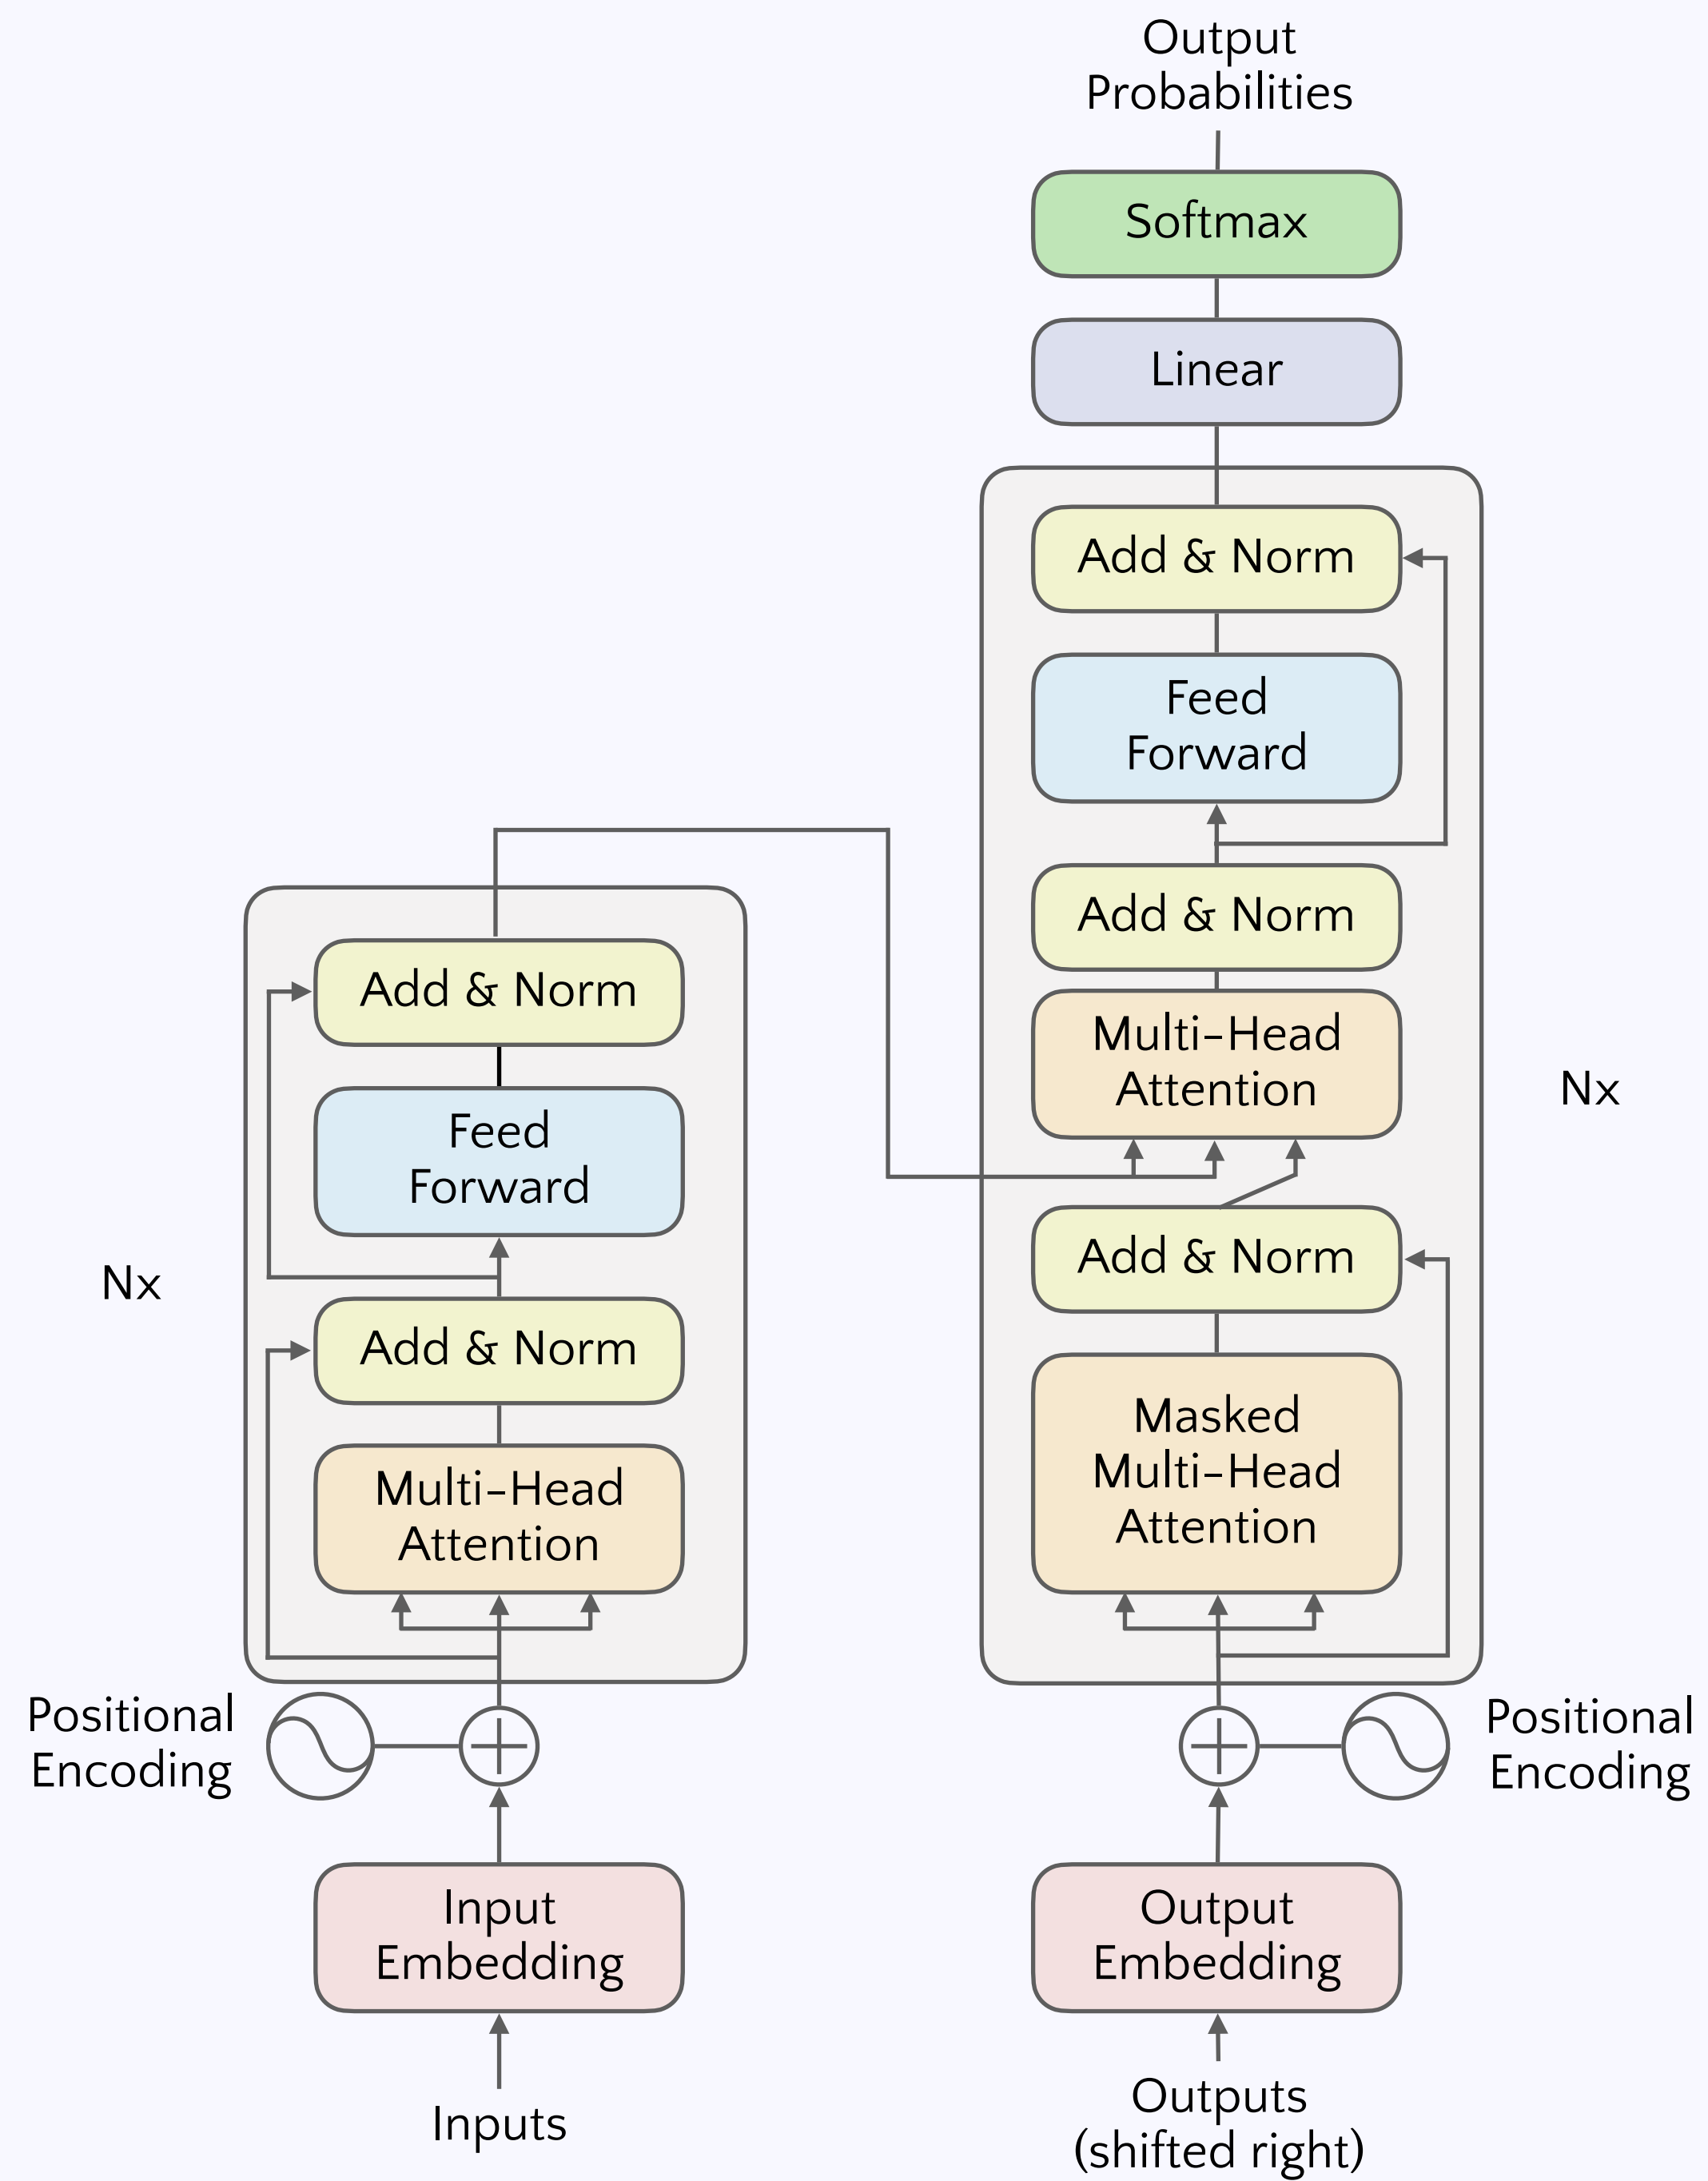 Output
Probabilities
Softmax
Linear
Add & Norm
Feed
Forward
Add & Norm
Multi-Head
Attention
Nx
Add & Norm
Masked
Multi-Head
Attention
Positional
Encoding
Output
Embedding
Outputs
(shifted right)
Add & Norm
Feed
Forward
Nx
Add & Norm
Multi-Head
Attention
Positional
Encoding
Input
Embedding
Inputs